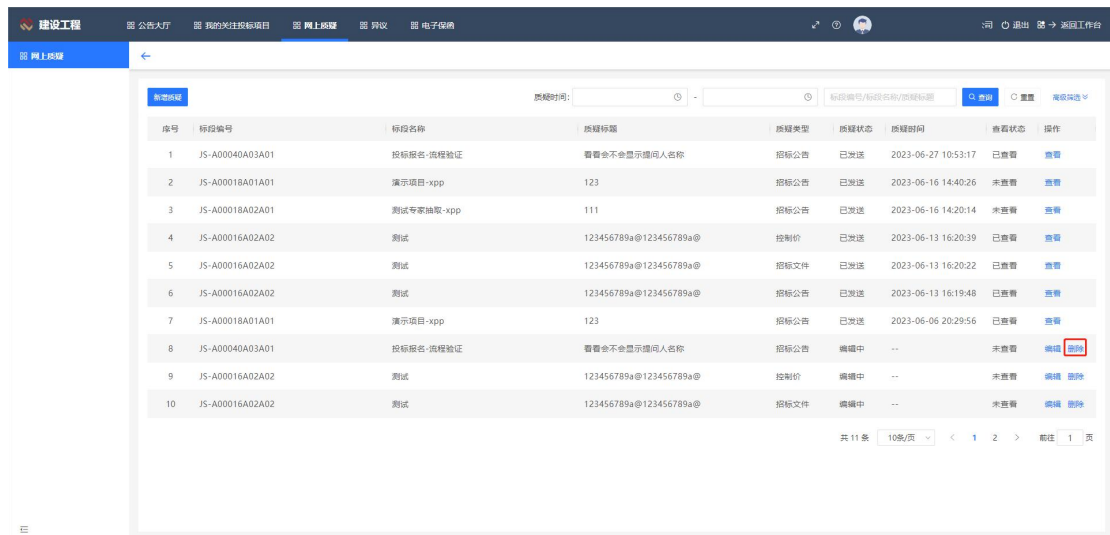 建设工程 公告大厅 我的关注投标项目 网上质疑 异议 电子保函 司 退出 返回工作台
网上质疑
新增质疑 质疑时间: - 标段编号/标段名称/质疑标题 查询 重置 高级筛选
序号 标段编号 标段名称 质疑标题 质疑类型 质疑状态 质疑时间 查看状态 操作
1 JS-A00040A03A01 投标报名-流程验证 看看会不会显示提问人名称 招标公告 已发送 2023-06-27 10:53:17 已查看 查看
2 JS-A00018A01A01 演示项目-xpp 123 招标公告 已发送 2023-06-16 14:40:26 未查看 查看
3 JS-A00018A02A01 测试专家抽取-xpp 111 招标公告 已发送 2023-06-16 14:20:14 未查看 查看
4 JS-A00016A02A02 测试 123456789a@123456789a@ 控制价 已发送 2023-06-13 16:20:39 已查看 查看
5 JS-A00016A02A02 测试 123456789a@123456789a@ 招标文件 已发送 2023-06-13 16:20:22 已查看 查看
6 JS-A00016A02A02 测试 123456789a@123456789a@ 招标公告 已发送 2023-06-13 16:19:48 已查看 查看
7 JS-A00018A01A01 演示项目-xpp 123 招标公告 已发送 2023-06-06 20:29:56 已查看 查看
8 JS-A00040A03A01 投标报名-流程验证 看看会不会显示提问人名称 招标公告 编辑中 -- 未查看 编辑 删除
9 JS-A00016A02A02 测试 123456789a@123456789a@ 控制价 编辑中 -- 未查看 编辑 删除
10 JS-A00016A02A02 测试 123456789a@123456789a@ 招标文件 编辑中 -- 未查看 编辑 删除
共 11 条 10条/页 < 1 2 > 前往 1 页